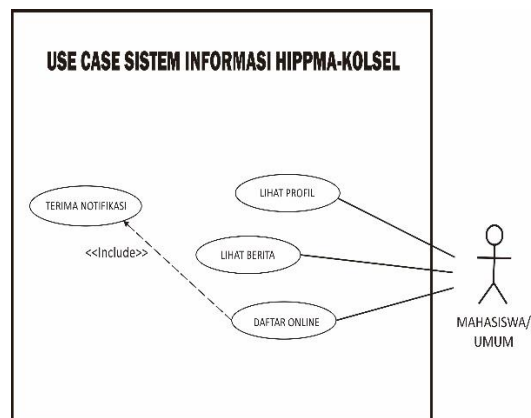 USE CASE SISTEM INFORMASI HIPPMA-KOLSEL
LIHAT PROFIL
TERIMA NOTIFIKASI
<<Include>>
LIHAT BERITA
DAFTAR ONLINE
MAHASISWA/
UMUM